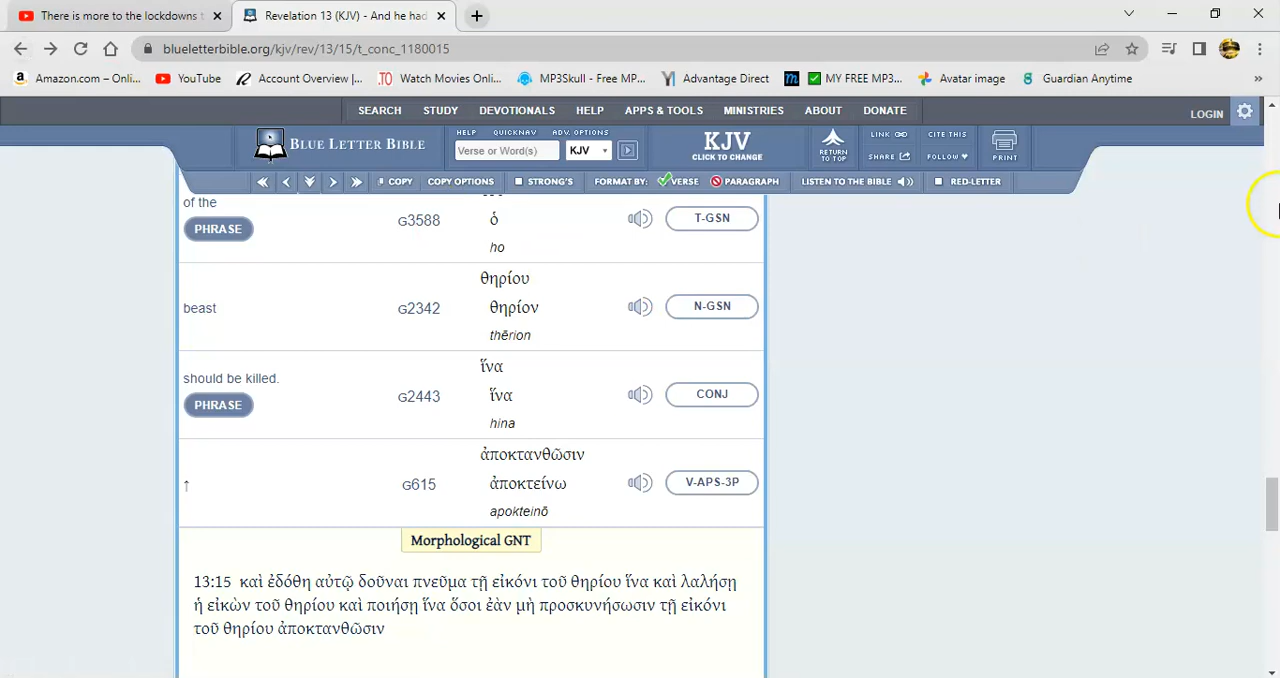 There is more to the lockdowns t
Revelation 13 (KJV) - And he had
blueletterbible.org/kjv/rev/13/15/t_conc_1180015
Amazon.com – Onli...
YouTube
Account Overview |...
Watch Movies Onli...
MP3Skull - Free MP...
Advantage Direct
MY FREE MP3...
Avatar image
Guardian Anytime
SEARCH STUDY DEVOTIONALS HELP APPS & TOOLS MINISTRIES ABOUT DONATE
LOGIN
BLUE LETTER BIBLE
HELP QUICKNAV ADV. OPTIONS
Verse or Word(s) KJV
KJV
CLICK TO CHANGE
RETURN
TO TOP
LINK CITE THIS
SHARE FOLLOW
PRINT
COPY COPY OPTIONS STRONG'S FORMAT BY: VERSE PARAGRAPH LISTEN TO THE BIBLE RED-LETTER
of the
PHRASE
G3588
ὁ
ho
T-GSN
beast
G2342
θηρίου
θηρίον
thērion
N-GSN
should be killed.
PHRASE
G2443
ἵνα
ἵνα
hina
CONJ
↑
G615
ἀποκτανθῶσιν
ἀποκτείνω
apokteinō
V-APS-3P
Morphological GNT
13:15 καὶ ἐδόθη αὐτῷ δοῦναι πνεῦμα τῇ εἰκόνι τοῦ θηρίου ἵνα καὶ λαλήσῃ
ἡ εἰκὼν τοῦ θηρίου καὶ ποιήσῃ ἵνα ὅσοι ἐὰν μὴ προσκυνήσωσιν τῇ εἰκόνι
τοῦ θηρίου ἀποκτανθῶσιν